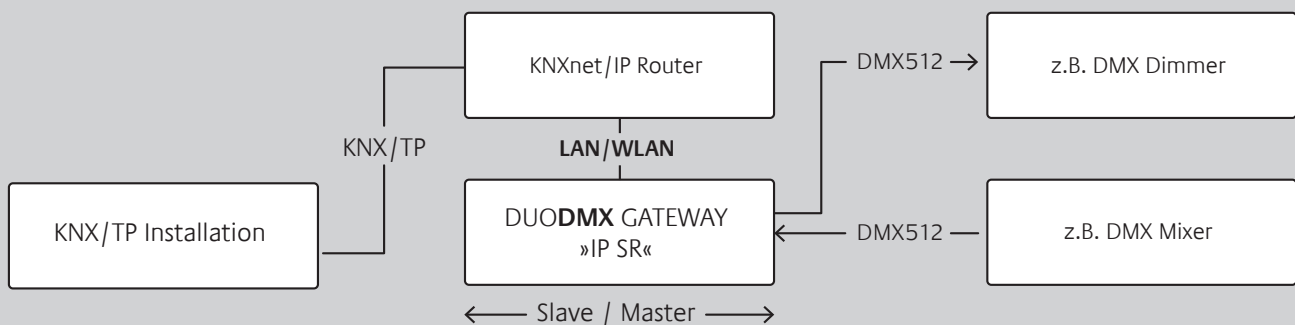 KNXnet/IP Router
DMX512
z.B. DMX Dimmer
KNX/TP
LAN/WLAN
KNX/TP Installation
DUODMX GATEWAY
»IP SR«
DMX512
z.B. DMX Mixer
Slave / Master